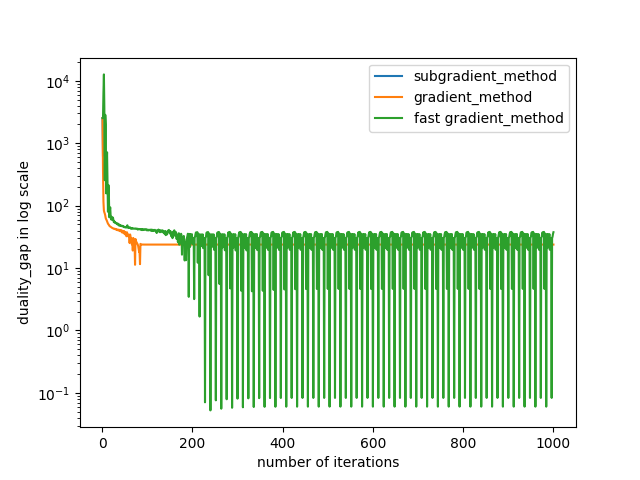 subgradient_method
gradient_method
fast gradient_method
duality_gap in log scale
10^4
10^3
10^2
10^1
10^0
10^−1
0 200 400 600 800 1000
number of iterations